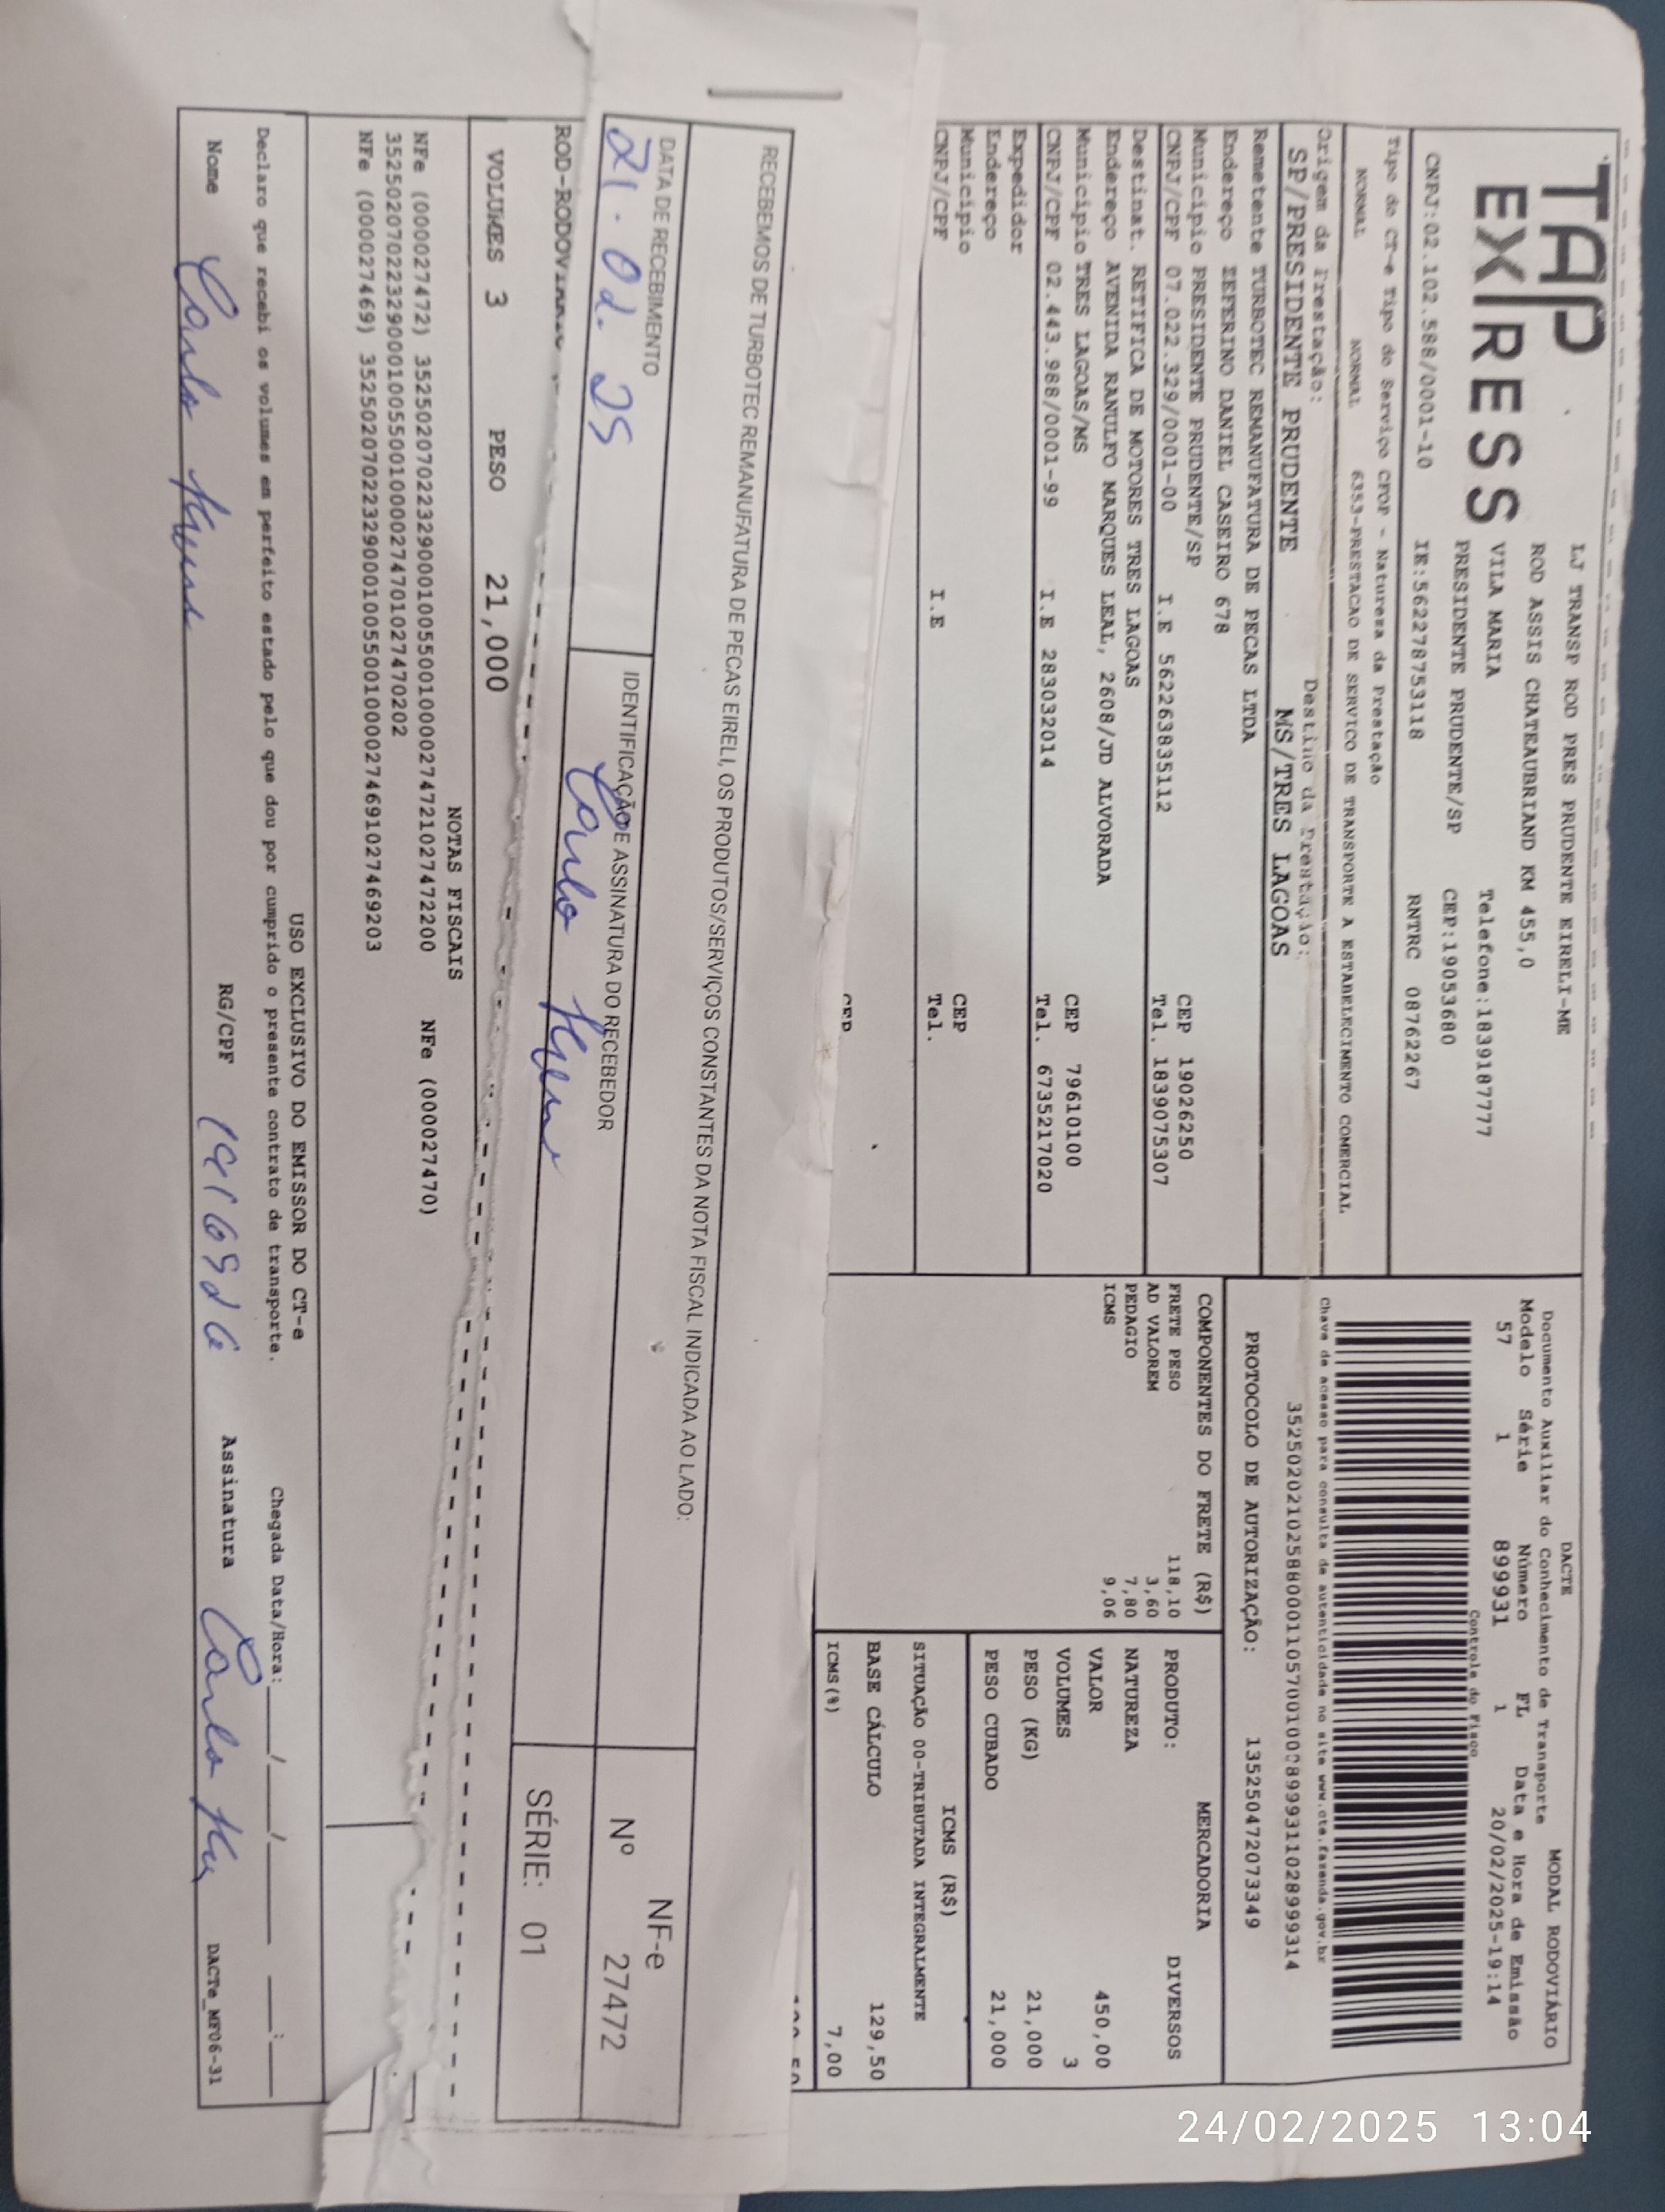 TAP
EXPRESS
LJ TRANSP ROD PRES PRUDENTE EIRELI-ME
ROD ASSIS CHATEAUBRIAND KM 455,0
VILA MARIA Telefone:1839187777
PRESIDENTE PRUDENTE/SP CEP:19053680
CNPJ:02.102.588/0001-10 IE:562787753118 RNTRC 08762267
Tipo do CT-e Tipo do Serviço CFOP - Natureza da Prestação
NORMAL NORMAL 6353-PRESTACAO DE SERVICO DE TRANSPORTE A ESTABELECIMENTO COMERCIAL
Origem da Prestação: Destino da Prestação:
SP/PRESIDENTE PRUDENTE MS/TRES LAGOAS
Remetente TURBOTEC REMANUFATURA DE PECAS LTDA
Endereço ZEFERINO DANIEL CASEIRO 678
Municipio PRESIDENTE PRUDENTE/SP CEP 19026250
CNPJ/CPF 07.022.329/0001-00 I.E 562263835112 Tel. 1839075307
Destinat. RETIFICA DE MOTORES TRES LAGOAS
Endereço AVENIDA RANULFO MARQUES LEAL, 2608/JD ALVORADA
Municipio TRES LAGOAS/MS CEP 79610100
CNPJ/CPF 02.443.988/0001-99 I.E 283032014 Tel. 6735217020
Expedidor
Endereço
Municipio CEP
CNPJ/CPF I.E Tel.
CEP
DACTE MODAL RODOVIÁRIO
Documento Auxiliar do Conhecimento de Transporte
Modelo Série Número FL Data e Hora de Emissão
57 1 899931 1 20/02/2025-19:14
Controle do Fisco
Chave de acesso para consulta de autenticidade no site www.cte.fazenda.gov.br
PROTOCOLO DE AUTORIZAÇÃO: 135250472073349
COMPONENTES DO FRETE (R$)
FRETE PESO 118,10
AD VALOREM 3,60
PEDAGIO 7,80
ICMS 9,06
MERCADORIA
PRODUTO: DIVERSOS
NATUREZA
VALOR 450,00
VOLUMES 3
PESO (KG) 21,000
PESO CUBADO 21,000
ICMS (R$)
SITUAÇÃO 00-TRIBUTADA INTEGRALMENTE
BASE CÁLCULO 129,50
ICMS(%) 7,00
RECEBEMOS DE TURBOTEC REMANUFATURA DE PECAS EIRELI, OS PRODUTOS/SERVIÇOS CONSTANTES DA NOTA FISCAL INDICADA AO LADO:
DATA DE RECEBIMENTO
21.02.25
IDENTIFICAÇÃO E ASSINATURA DO RECEBEDOR
Carlo
NF-e
Nº 27472
SÉRIE: 01
VOLUMES 3 PESO 21,000
NOTAS FISCAIS
NFe (000027472) 35250207022329000100550010000274721027472200 NFe (000027470)
35250207022329000100550010000274701027470202
NFe (000027469) 35250207022329000100550010000274691027469203
USO EXCLUSIVO DO EMISSOR DO CT-e
Declaro que recebi os volumes em perfeito estado pelo que dou por cumprido o presente contrato de transporte. Chegada Data/Hora: __/__/____ __:__
Nome Carlo RG/CPF Assinatura Carlo DACTe_MF06-31
24/02/2025 13:04